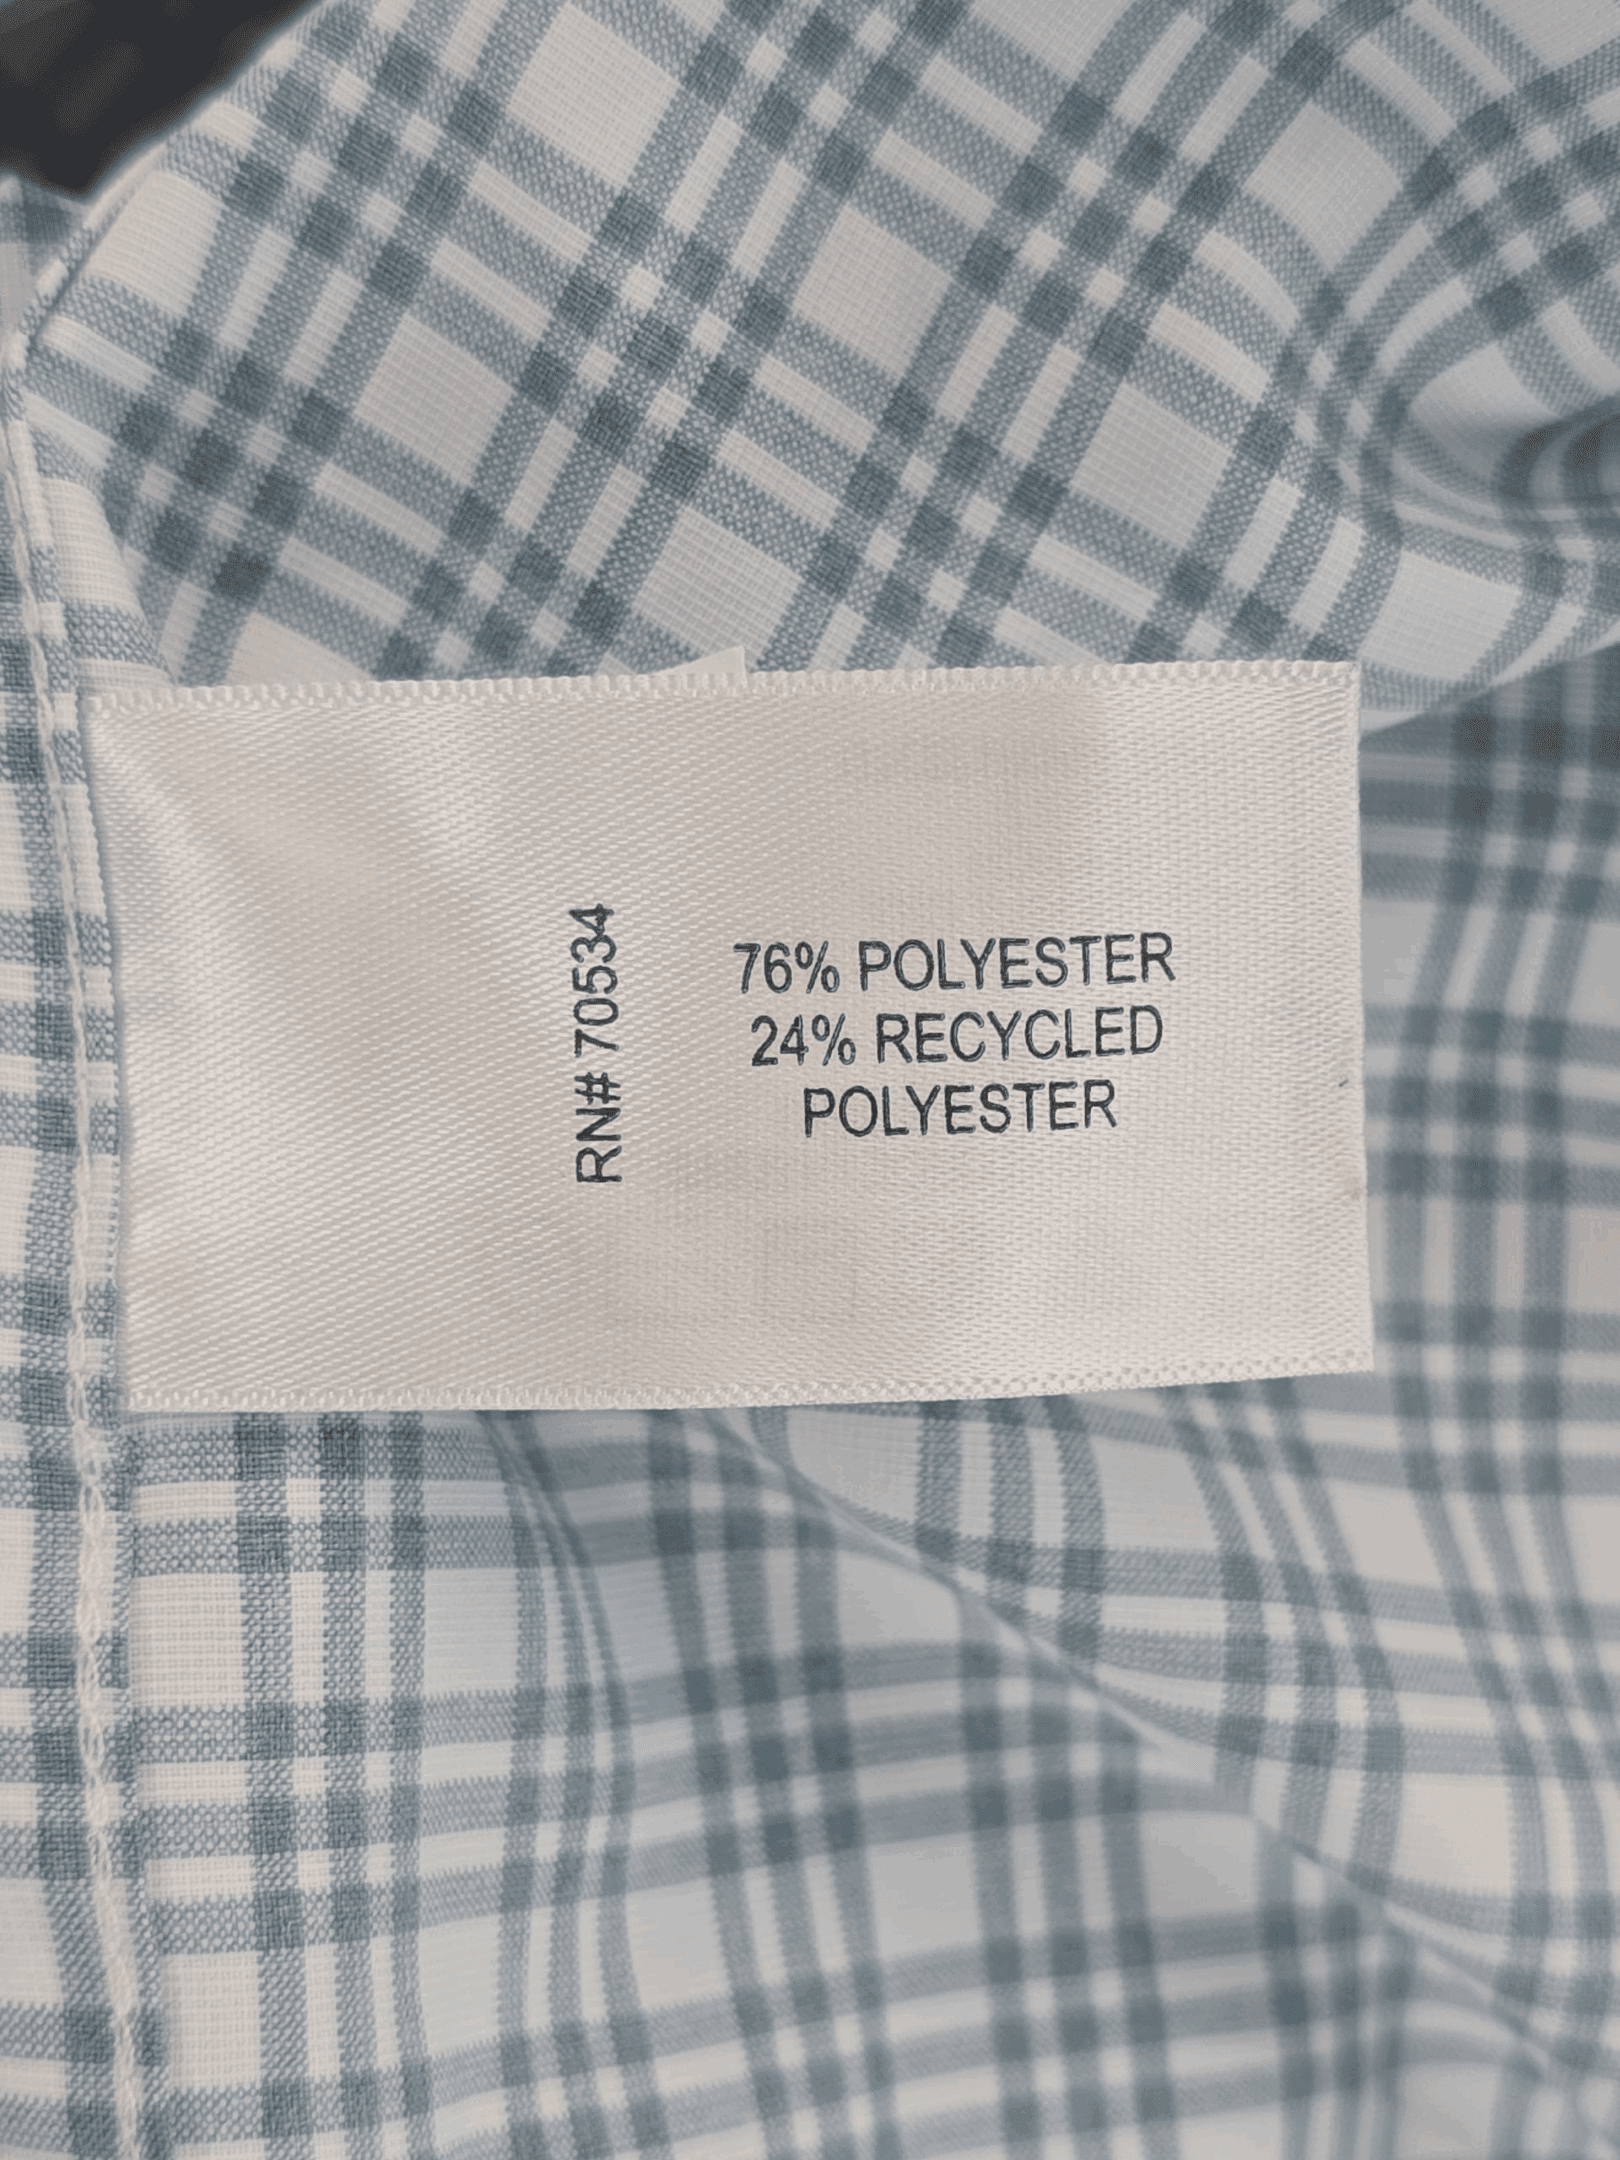 RN# 70534
76% POLYESTER
24% RECYCLED
POLYESTER